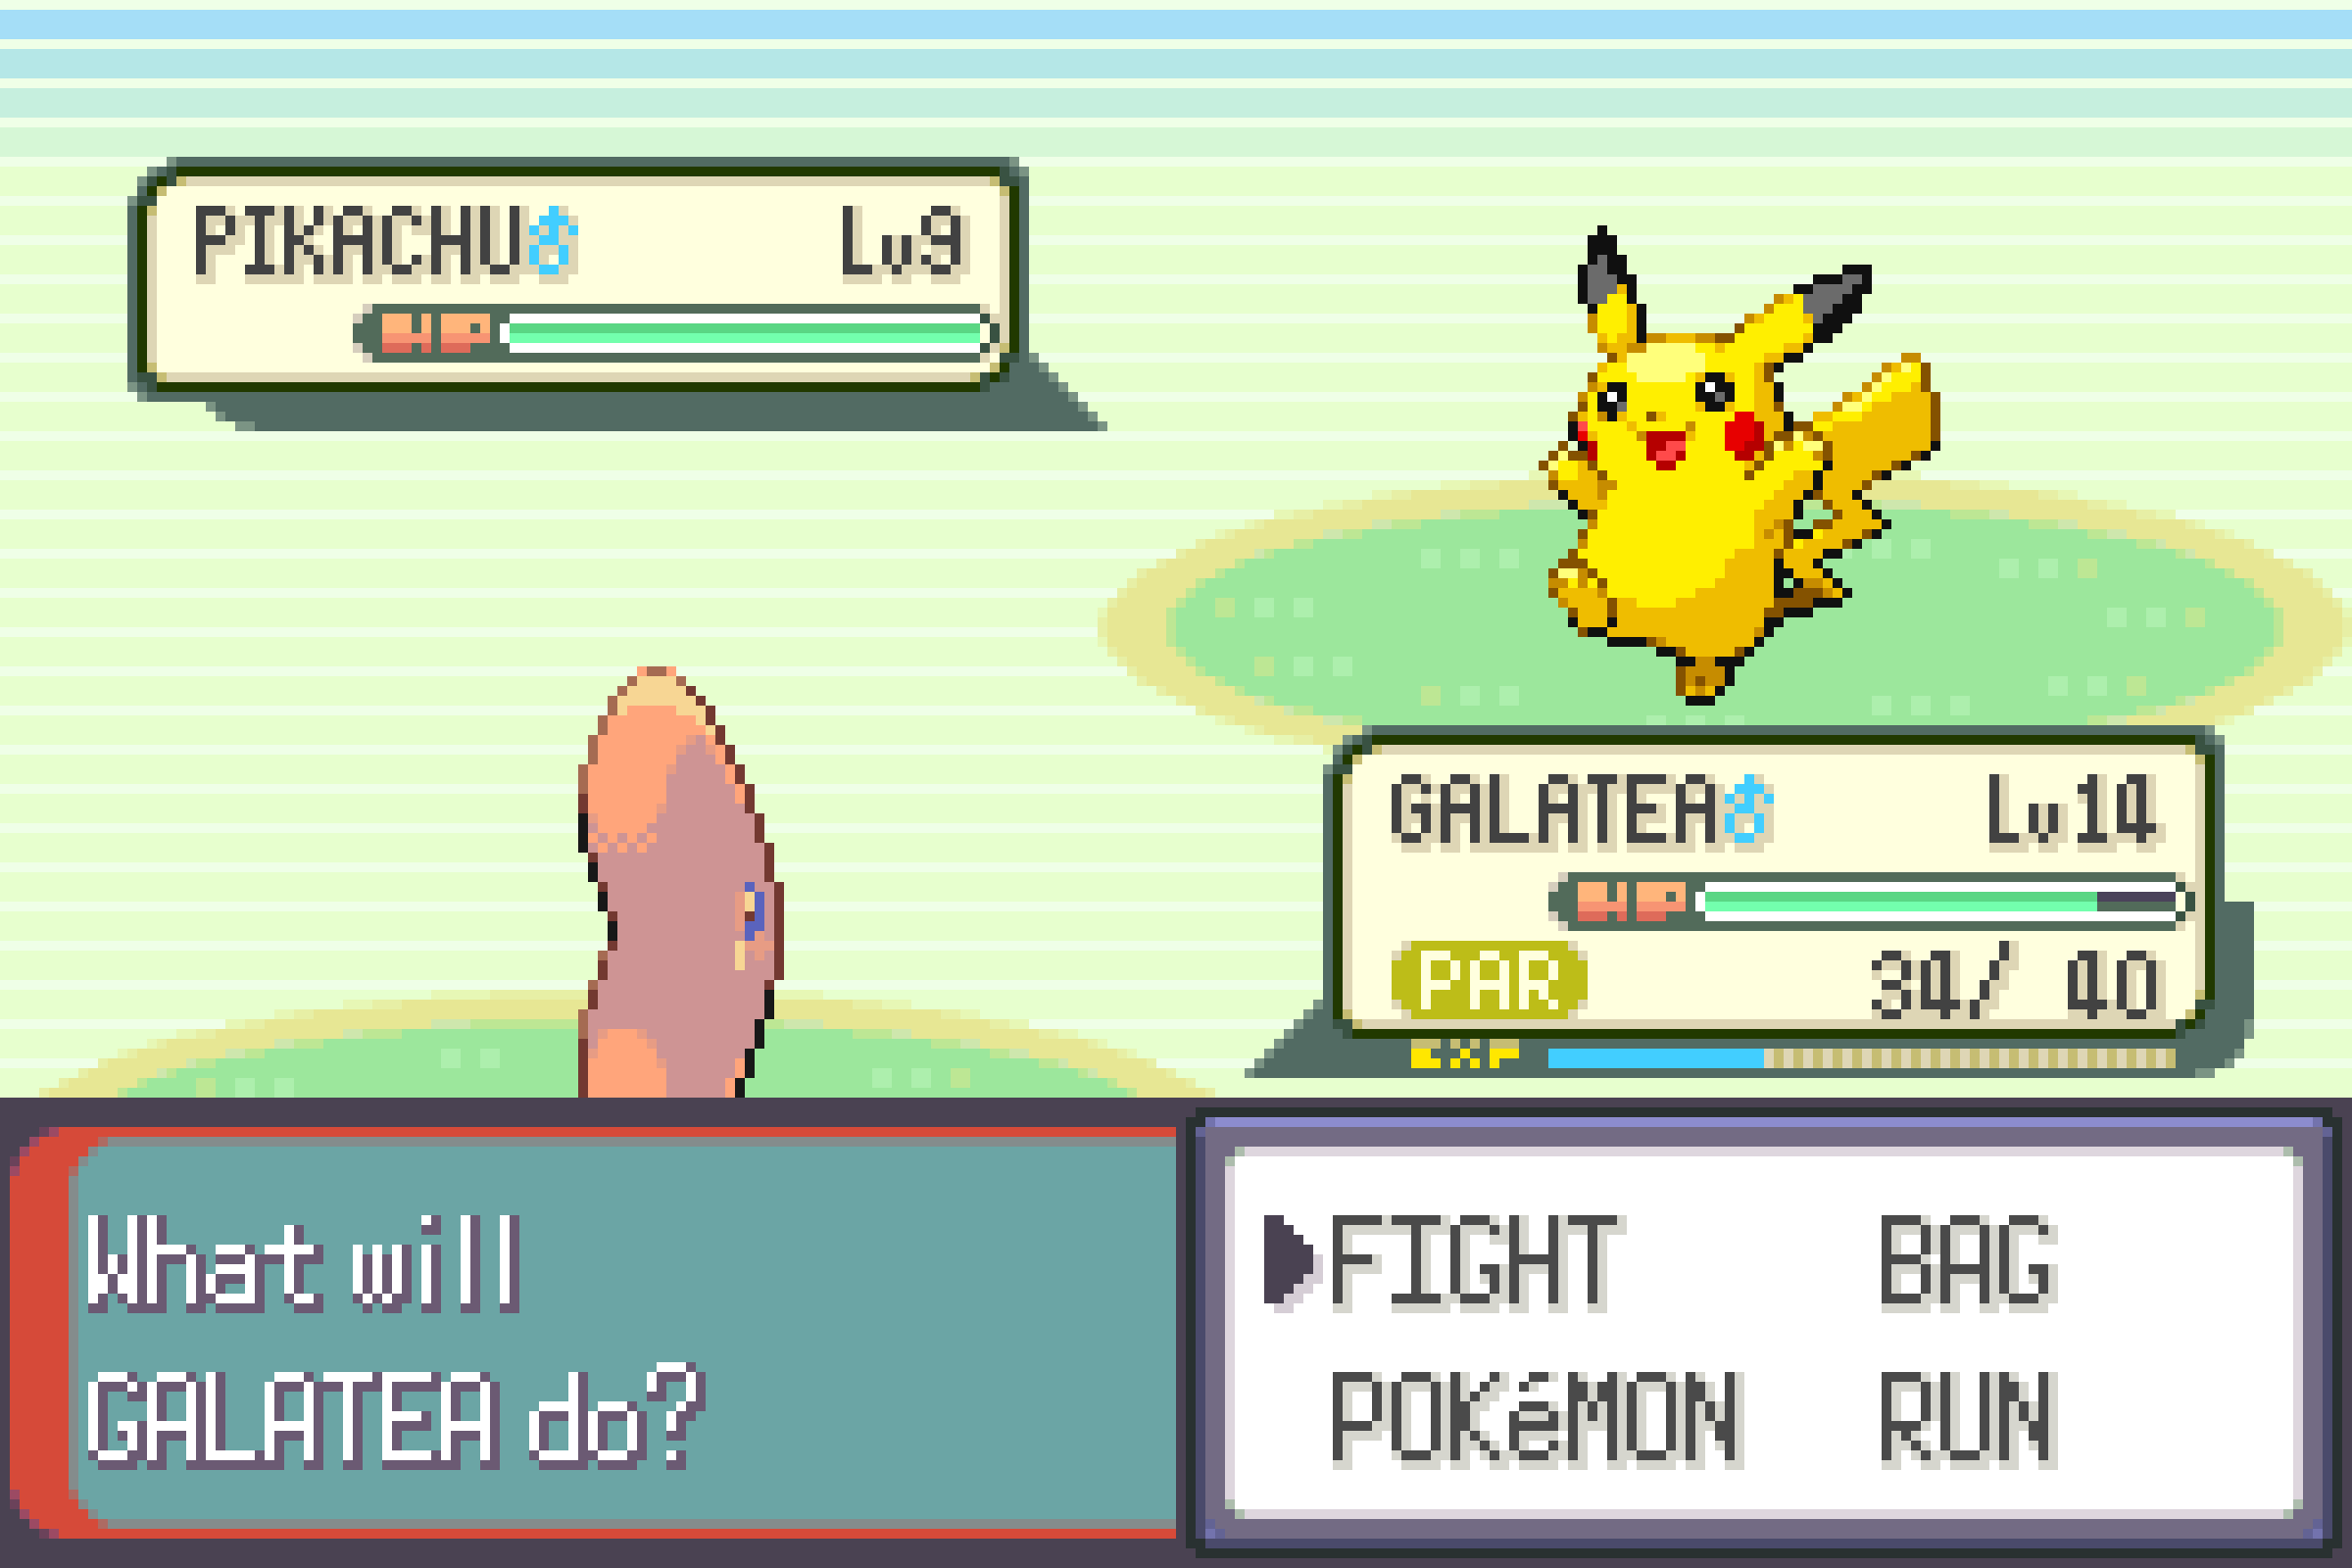 PIKACHU♂ Lv9
HP
GALATEA♂ Lv14
HP
PAR 34/ 40
EXP
What will
GALATEA do?
FIGHT BAG
POKéMON RUN